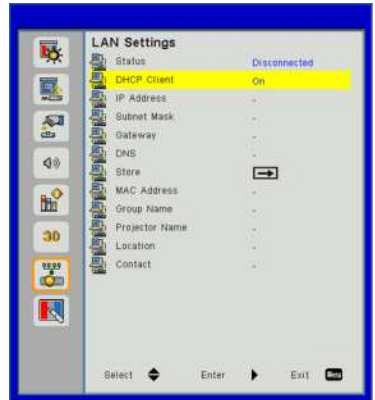 LAN Settings
Status Disconnected
DHCP Client On
IP Address -
Subnet Mask -
Gateway -
DNS -
Store
MAC Address -
Group Name -
Projector Name -
Location -
Contact -
3D
Select Enter Exit Menu